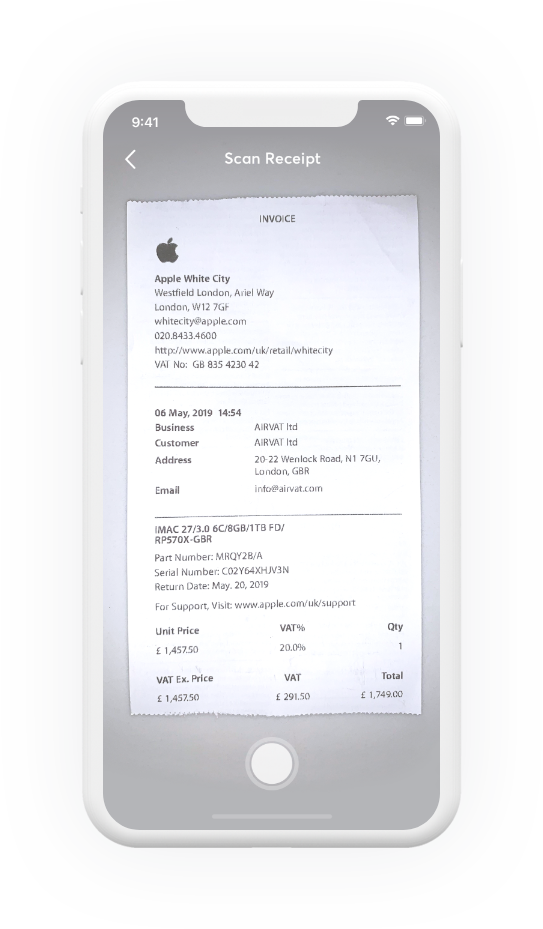 9:41
Scan Receipt
INVOICE
Apple White City
Westfield London, Ariel Way
London, W12 7GF
whitecity@apple.com
020.8433.4600
http://www.apple.com/uk/retail/whitecity
VAT No: GB 835 4230 42
06 May, 2019 14:54
Business AIRVAT ltd
Customer AIRVAT ltd
Address 20-22 Wenlock Road, N1 7GU,
London, GBR
Email info@airvat.com
IMAC 27/3.0 6C/8GB/1TB FD/
RP570X-GBR
Part Number: MRQY2B/A
Serial Number: C02Y64XHJV3N
Return Date: May. 20, 2019
For Support, Visit: www.apple.com/uk/support
Unit Price VAT% Qty
£ 1,457.50 20.0% 1
VAT Ex. Price VAT Total
£ 1,457.50 £ 291.50 £ 1,749.00